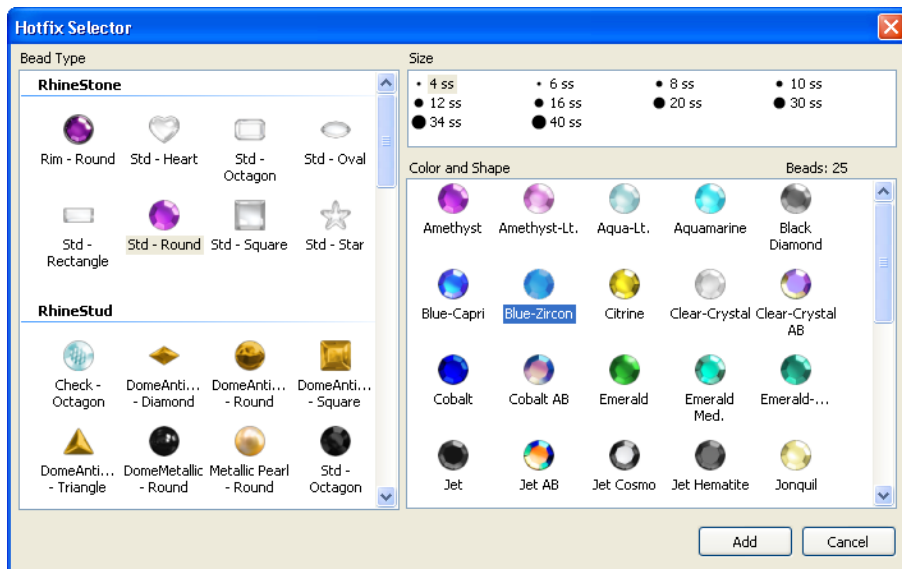 Hotfix Selector
Bead Type
RhineStone
Rim - Round
Std - Heart
Std -
Octagon
Std - Oval
Std -
Rectangle
Std - Round
Std - Square
Std - Star
RhineStud
Check -
Octagon
DomeAnti...
- Diamond
DomeAnti...
- Round
DomeAnti...
- Square
DomeAnti...
- Triangle
DomeMetallic
- Round
Metallic Pearl
- Round
Std -
Octagon
Size
4 ss
6 ss
8 ss
10 ss
12 ss
16 ss
20 ss
30 ss
34 ss
40 ss
Color and Shape
Beads: 25
Amethyst
Amethyst-Lt.
Aqua-Lt.
Aquamarine
Black
Diamond
Blue-Capri
Blue-Zircon
Citrine
Clear-Crystal
Clear-Crystal
AB
Cobalt
Cobalt AB
Emerald
Emerald
Med.
Emerald-...
Jet
Jet AB
Jet Cosmo
Jet Hematite
Jonquil
Add
Cancel